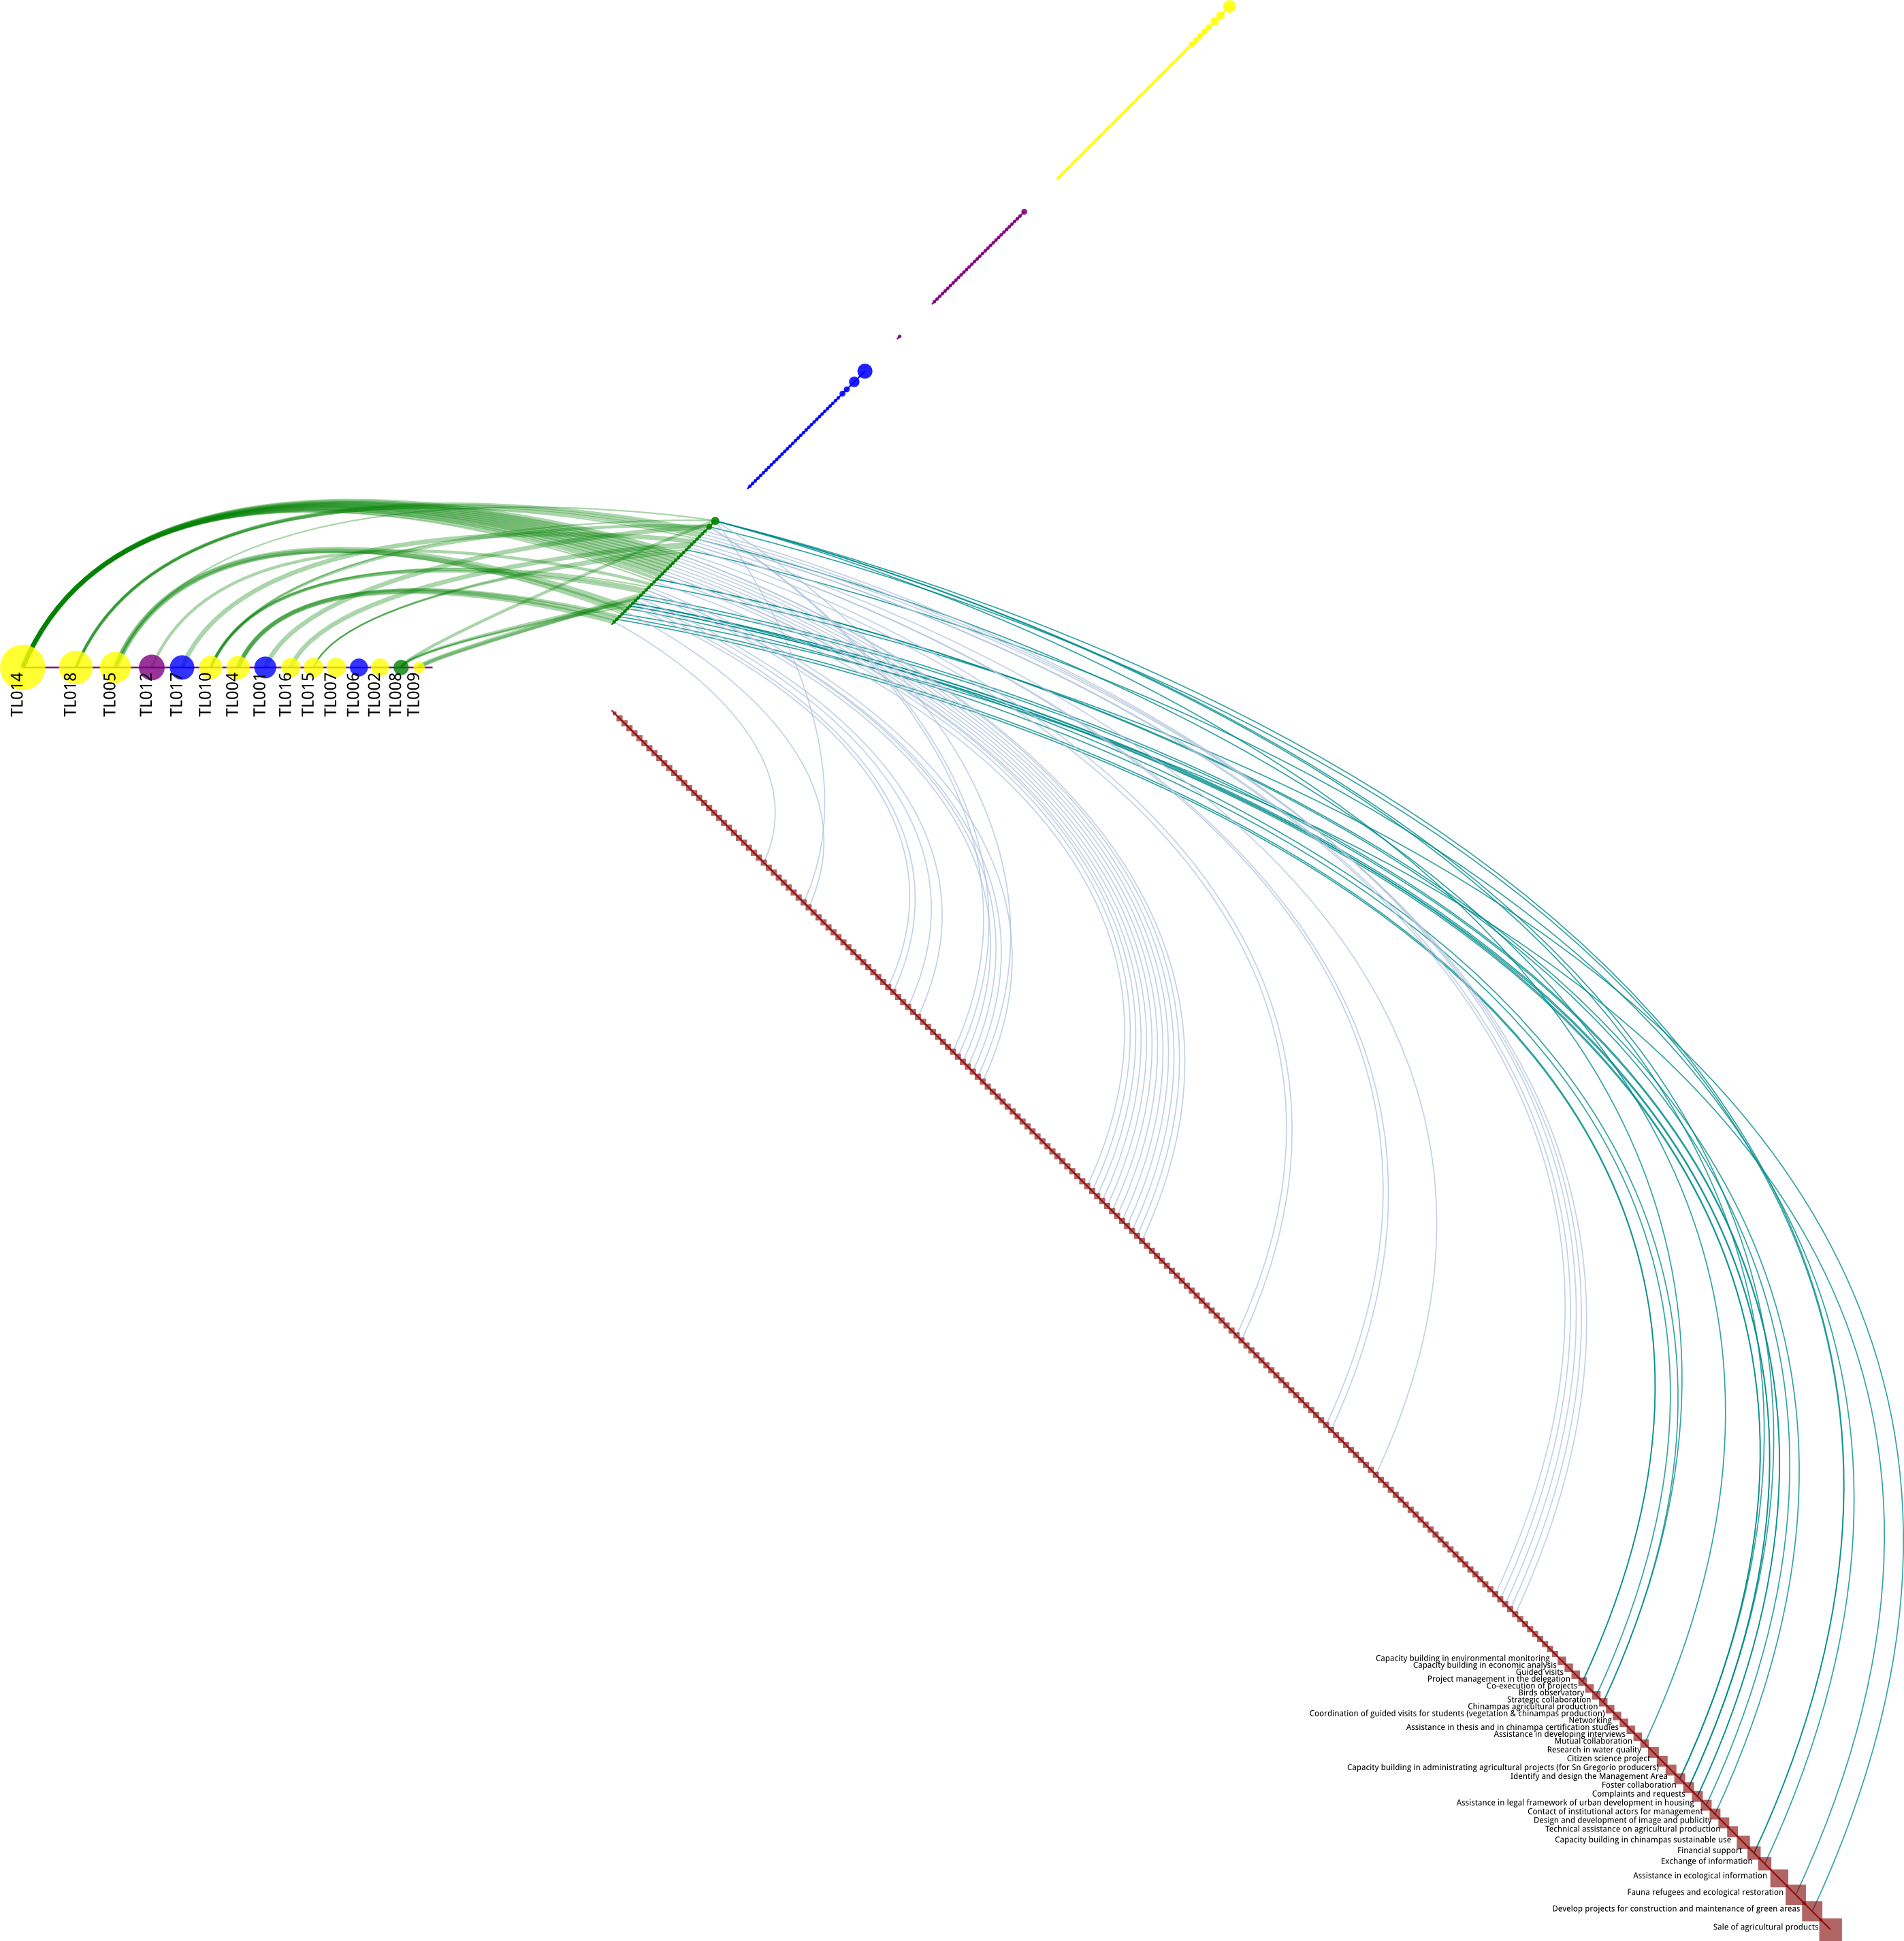 TL014
TL018
TL005
TL012
TL017
TL010
TL004
TL001
TL016
TL015
TL007
TL006
TL002
TL008
TL009
Capacity building in environmental monitoring
Capacity building in economic analysis
Guided visits
Project management in the delegation
Co-execution of projects
Birds observatory
Strategic collaboration
Chinampas agricultural production
Coordination of guided visits for students (vegetation & chinampas production)
Networking
Assistance in thesis and in chinampa certification studies
Assistance in developing interviews
Mutual collaboration
Research in water quality
Citizen science project
Capacity building in administrating agricultural projects (for Sn Gregorio producers)
Identify and design the Management Area
Foster collaboration
Complaints and requests
Assistance in legal framework of urban development in housing
Contact of institutional actors for management
Design and development of image and publicity
Technical assistance on agricultural production
Capacity building in chinampas sustainable use
Financial support
Exchange of information
Assistance in ecological information
Fauna refugees and ecological restoration
Develop projects for construction and maintenance of green areas
Sale of agricultural products